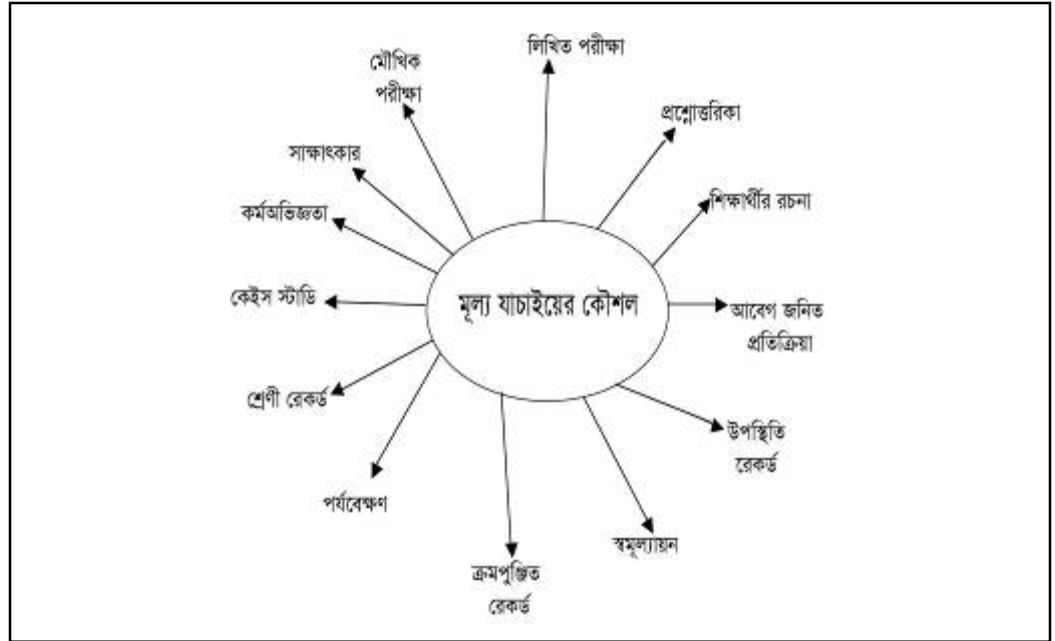 লিখিত পরীক্ষা
মৌখিক
পরীক্ষা
প্রশ্নোত্তরিকা
সাক্ষাৎকার
শিক্ষার্থীর রচনা
কর্মঅভিজ্ঞতা
কেইস স্টাডি
মূল্য যাচাইয়ের কৌশল
আবেগ জনিত
প্রতিক্রিয়া
শ্রেণী রেকর্ড
উপস্থিতি
রেকর্ড
পর্যবেক্ষণ
স্বমূল্যায়ন
ক্রমপুঞ্জিত
রেকর্ড